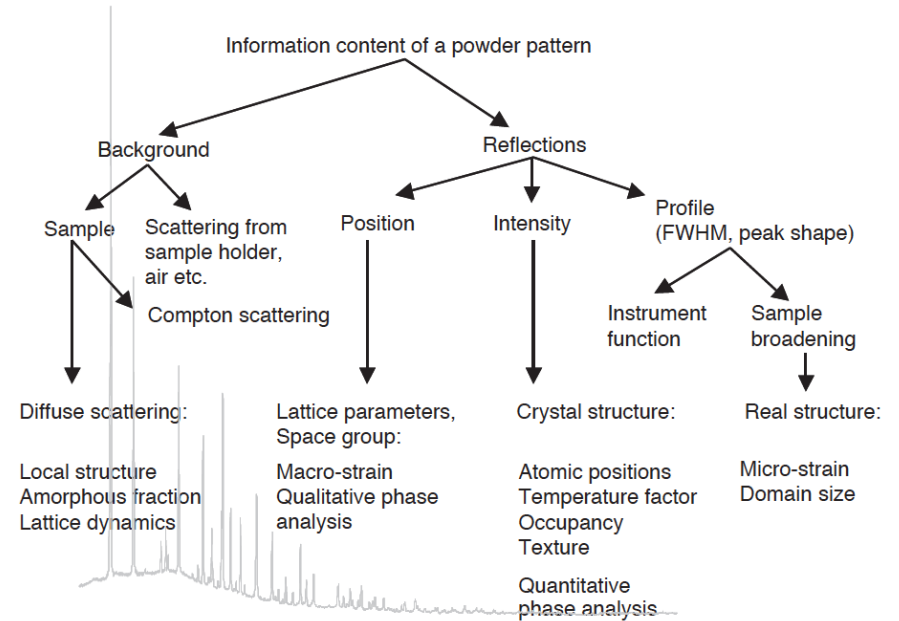 Information content of a powder pattern
Background
Reflections
Sample
Scattering from
sample holder,
air etc.
Compton scattering
Position
Intensity
Profile
(FWHM, peak shape)
Instrument
function
Sample
broadening
Diffuse scattering:
Local structure
Amorphous fraction
Lattice dynamics
Lattice parameters,
Space group:
Macro-strain
Qualitative phase
analysis
Crystal structure:
Atomic positions
Temperature factor
Occupancy
Texture
Quantitative
phase analysis
Real structure:
Micro-strain
Domain size